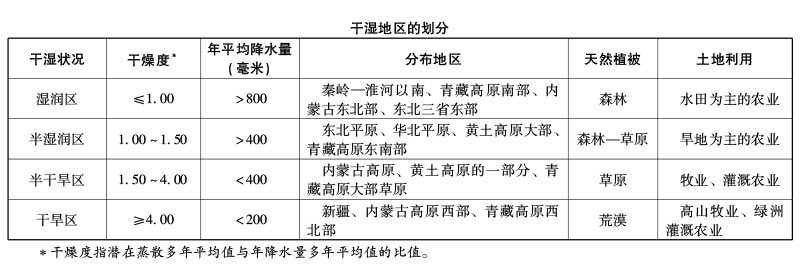 干湿地区的划分
干湿状况 干燥度* 年平均降水量(毫米) 分布地区 天然植被 土地利用
湿润区 ≤1.00 >800 秦岭—淮河以南、青藏高原南部、内蒙古东北部、东北三省东部 森林 水田为主的农业
半湿润区 1.00~1.50 >400 东北平原、华北平原、黄土高原大部、青藏高原东南部 森林—草原 旱地为主的农业
半干旱区 1.50~4.00 <400 内蒙古高原、黄土高原的一部分、青藏高原大部草原 草原 牧业、灌溉农业
干旱区 ≥4.00 <200 新疆、内蒙古高原西部、青藏高原西北部 荒漠 高山牧业、绿洲灌溉农业
*干燥度指潜在蒸散多年平均值与年降水量多年平均值的比值。